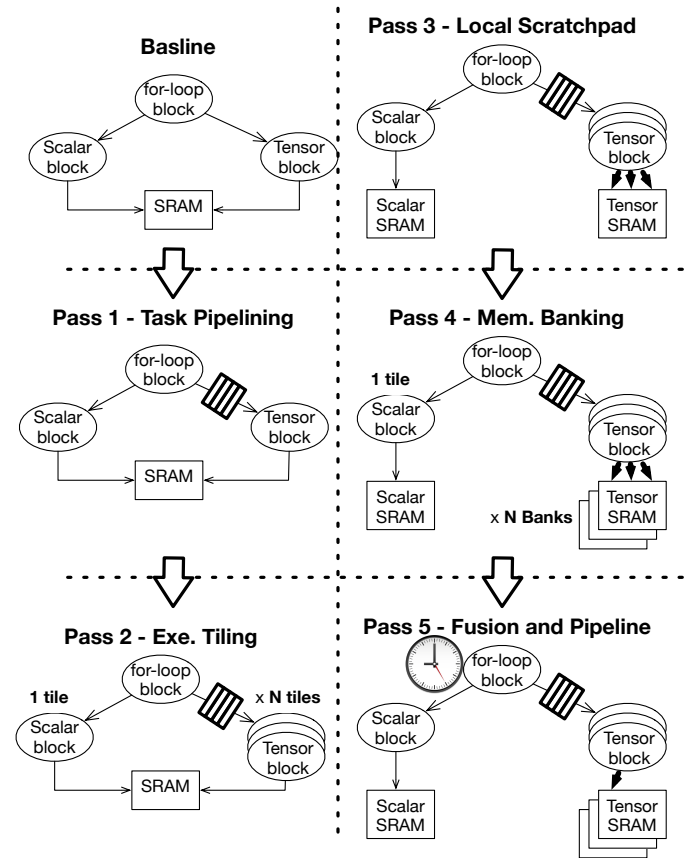 Basline
for-loop
block
Scalar
block
Tensor
block
SRAM
Pass 1 - Task Pipelining
for-loop
block
Scalar
block
Tensor
block
SRAM
Pass 2 - Exe. Tiling
for-loop
block
1 tile
x N tiles
Scalar
block
Tensor
block
SRAM
Pass 3 - Local Scratchpad
for-loop
block
Scalar
block
Tensor
block
Scalar
SRAM
Tensor
SRAM
Pass 4 - Mem. Banking
for-loop
block
1 tile
Scalar
block
Tensor
block
Scalar
SRAM
x N Banks
Tensor
SRAM
Pass 5 - Fusion and Pipeline
for-loop
block
Scalar
block
Tensor
block
Scalar
SRAM
Tensor
SRAM